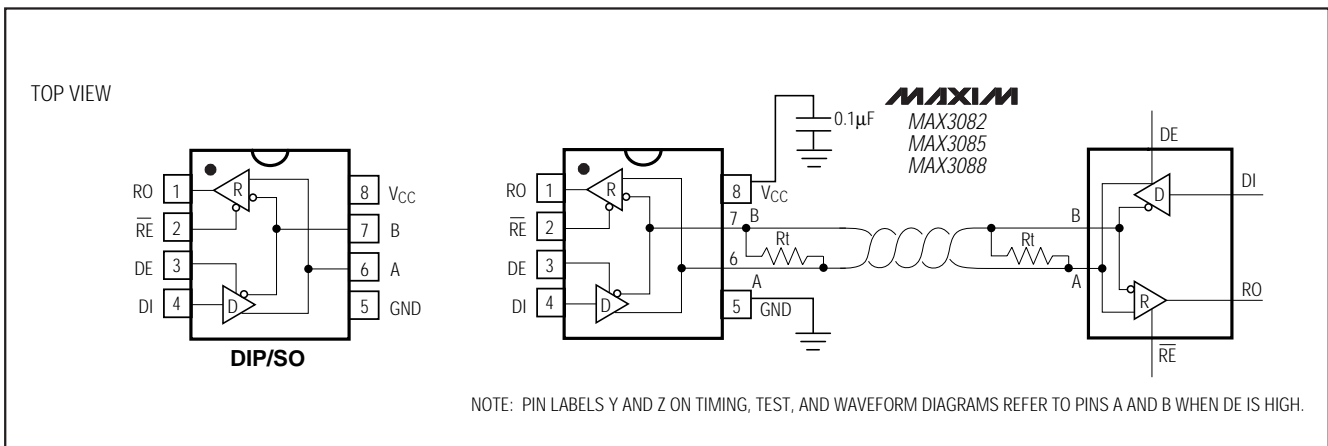 TOP VIEW
RO 1
RE 2
DE 3
DI 4
R
D
8 VCC
7 B
6 A
5 GND
DIP/SO
RO 1
RE 2
DE 3
DI 4
R
D
8 VCC
7 B
6 A
5 GND
0.1µF
MAXIM
MAX3082
MAX3085
MAX3088
Rt
Rt
B
A
DE
D
DI
R
RO
RE
NOTE: PIN LABELS Y AND Z ON TIMING, TEST, AND WAVEFORM DIAGRAMS REFER TO PINS A AND B WHEN DE IS HIGH.